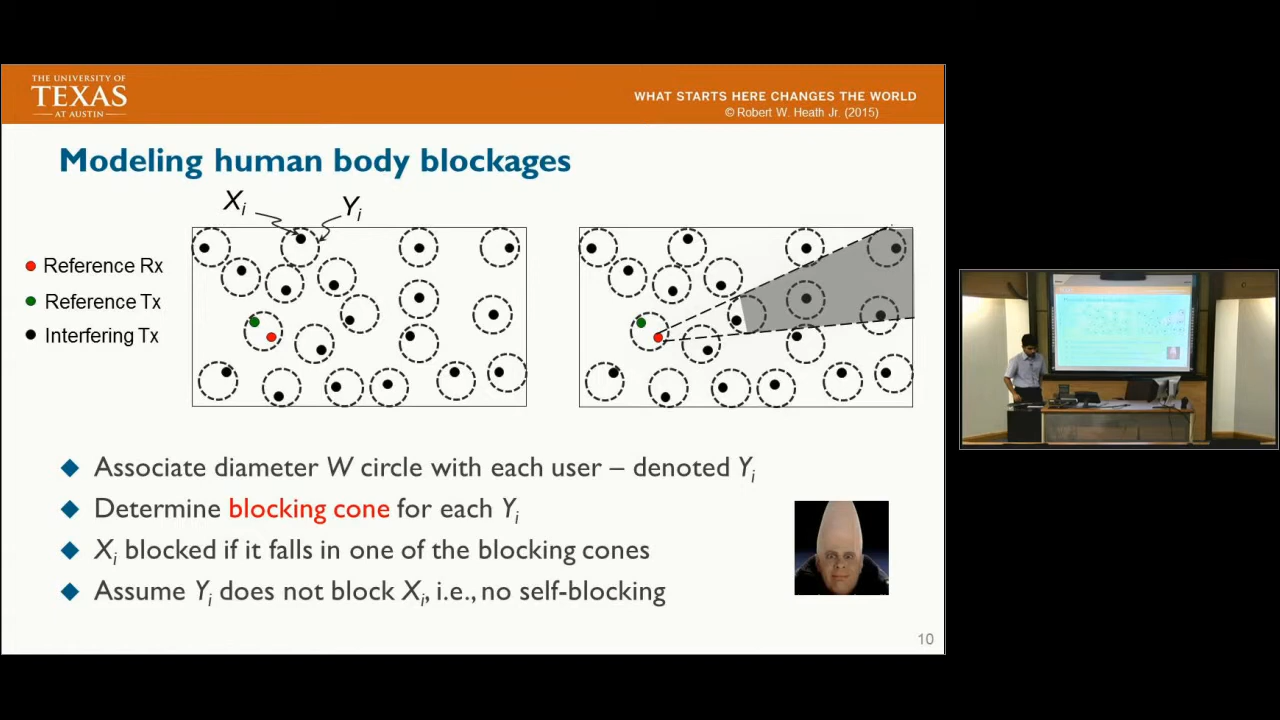 THE UNIVERSITY OF
TEXAS
AT AUSTIN
WHAT STARTS HERE CHANGES THE WORLD
© Robert W. Heath Jr. (2015)
Modeling human body blockages
Xi
Yi
Reference Rx
Reference Tx
Interfering Tx
◆ Associate diameter W circle with each user – denoted Yi
◆ Determine blocking cone for each Yi
◆ Xi blocked if it falls in one of the blocking cones
◆ Assume Yi does not block Xi, i.e., no self-blocking
10